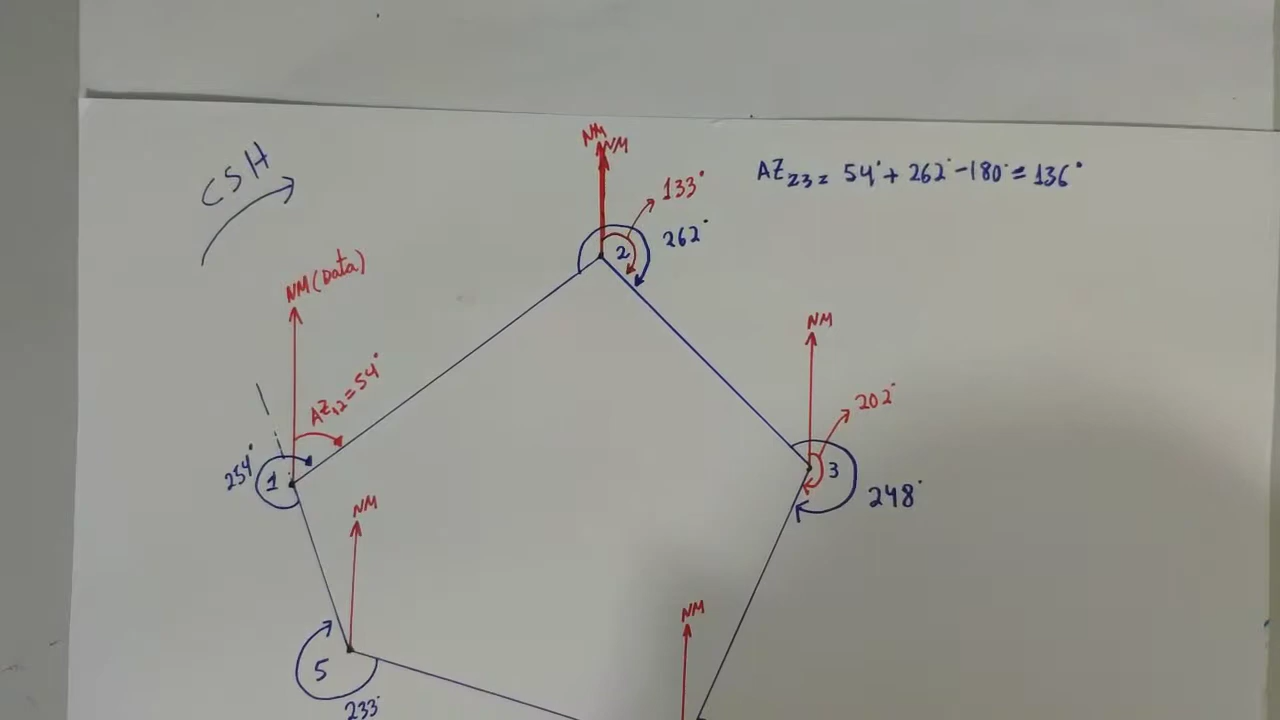 CSH
NM
NM
133°
262°
2
AZ23 = 54° + 262° - 180° = 136°
NM (Data)
AZ12 = 54°
254°
1
NM
202°
3
248°
NM
5
233°
NM